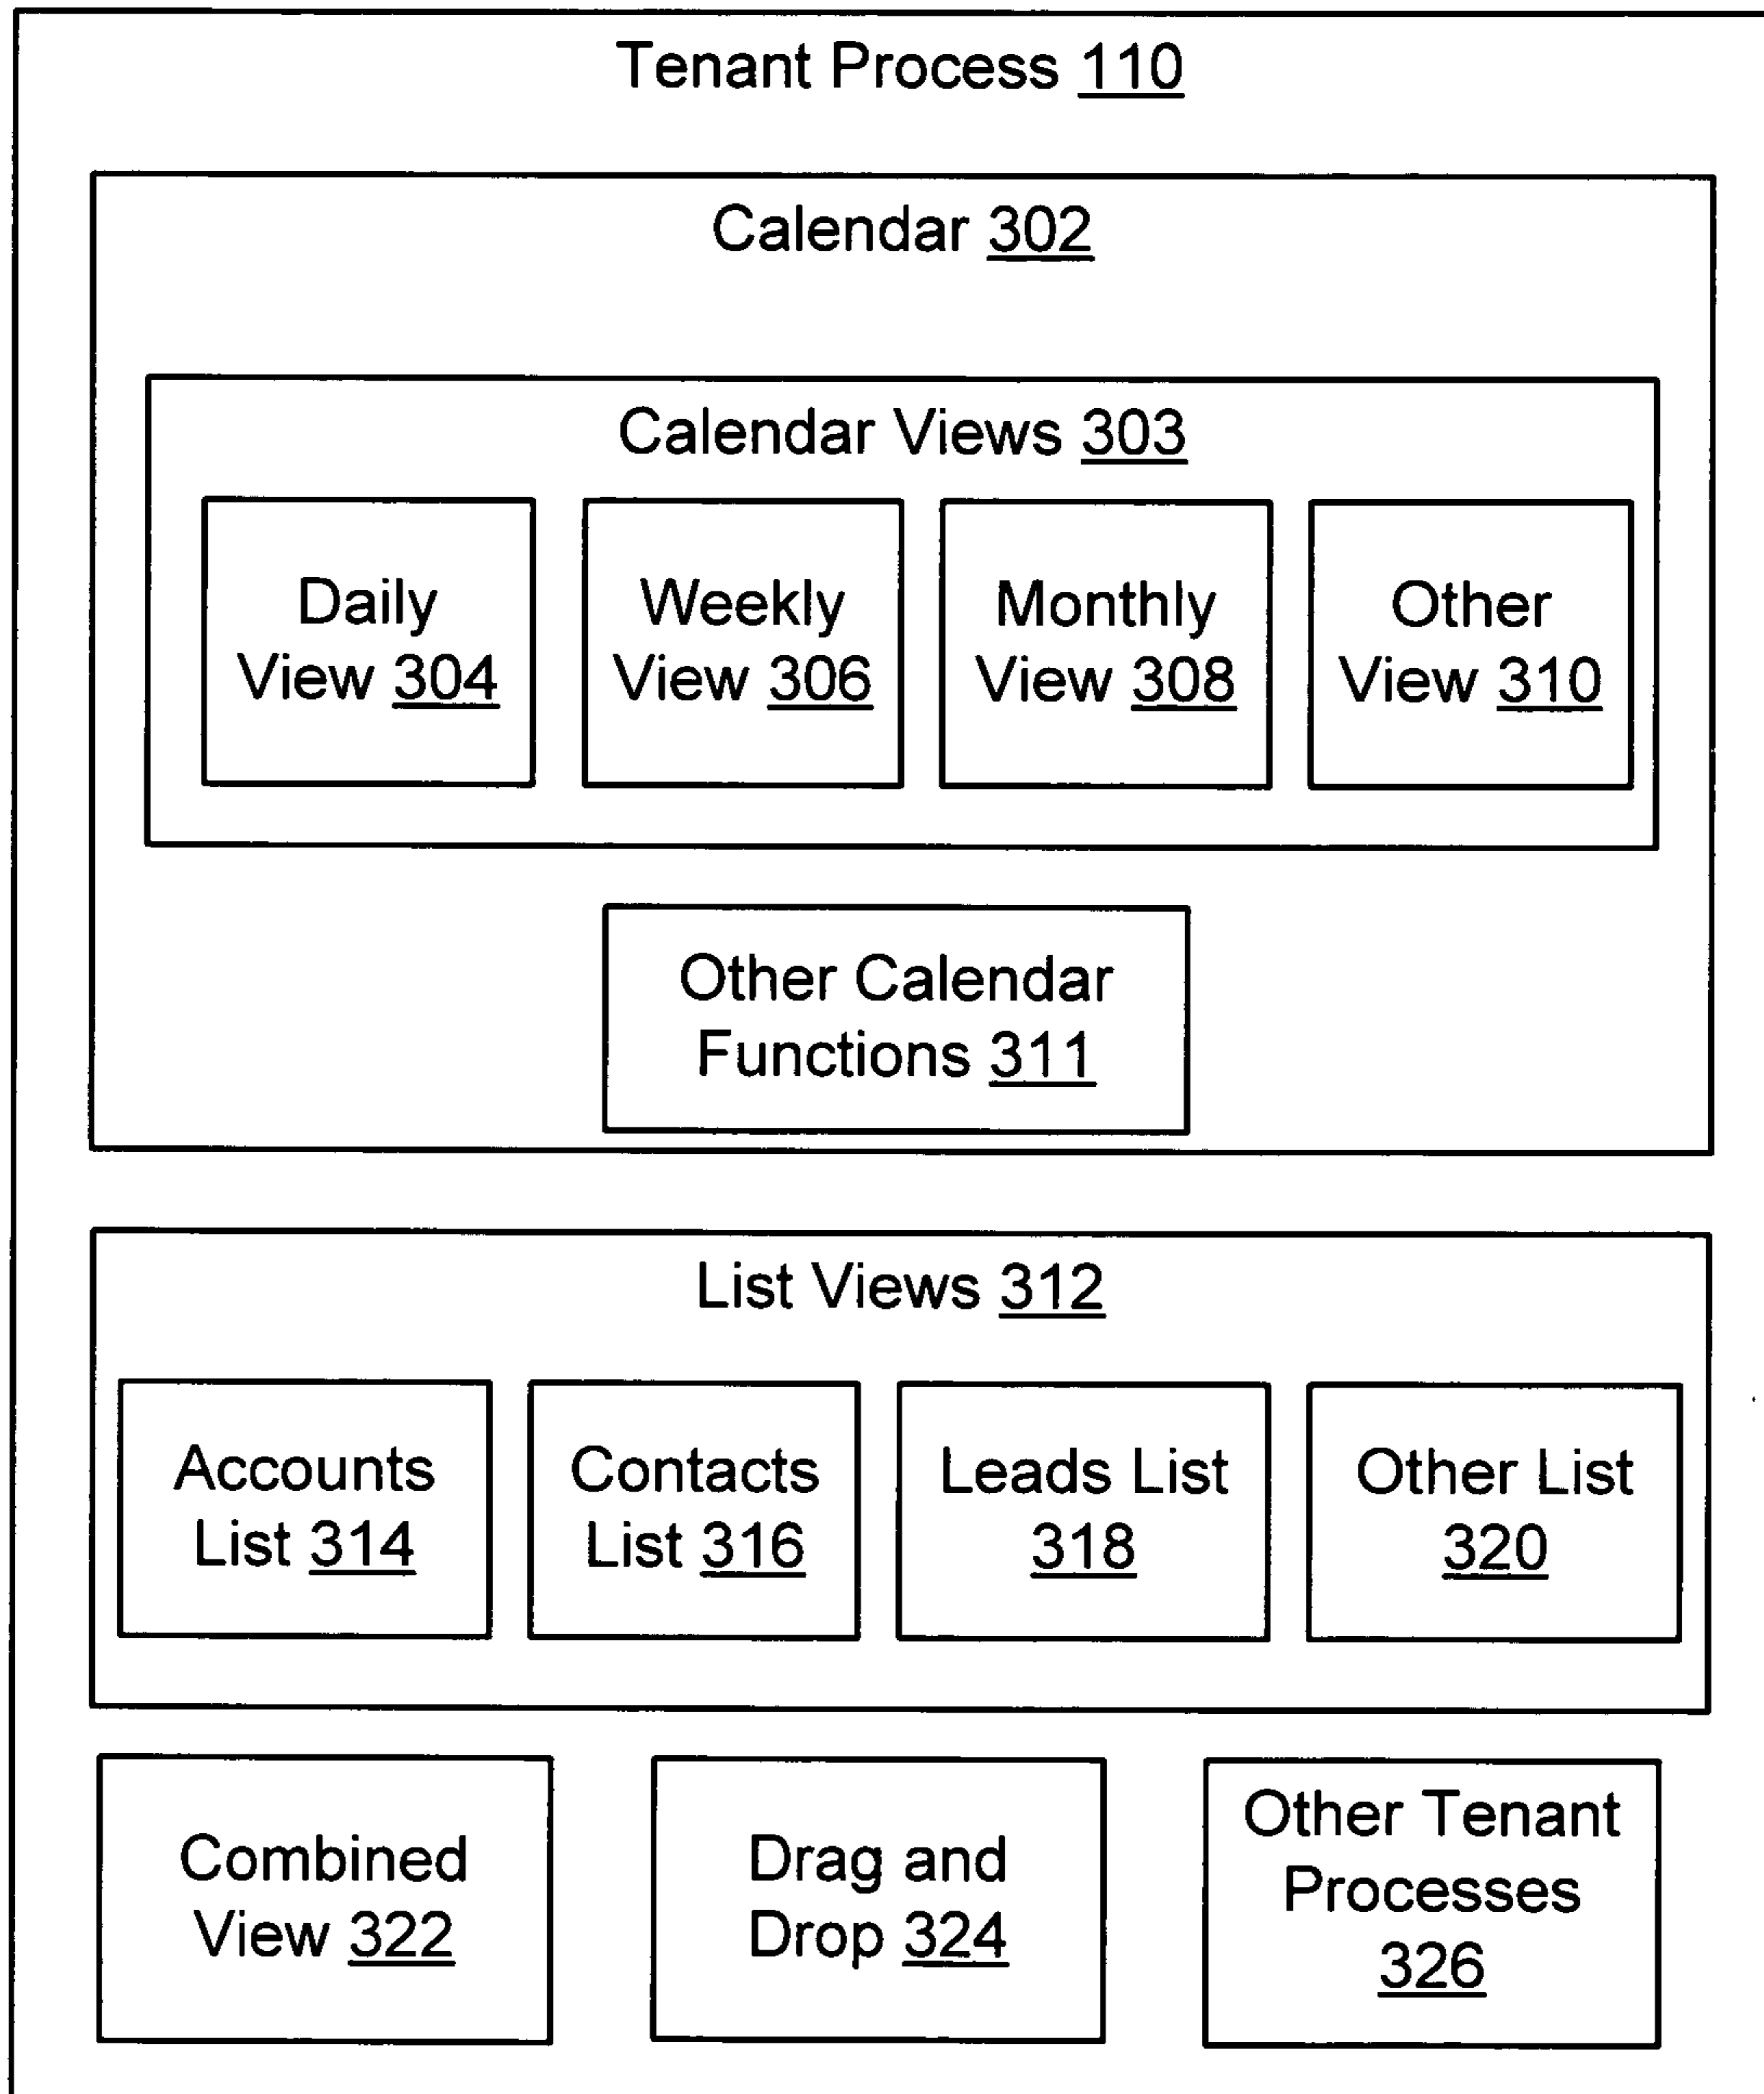 Tenant Process 110
Calendar 302
Calendar Views 303
Daily
View 304
Weekly
View 306
Monthly
View 308
Other
View 310
Other Calendar
Functions 311
List Views 312
Accounts
List 314
Contacts
List 316
Leads List
318
Other List
320
Combined
View 322
Drag and
Drop 324
Other Tenant
Processes
326